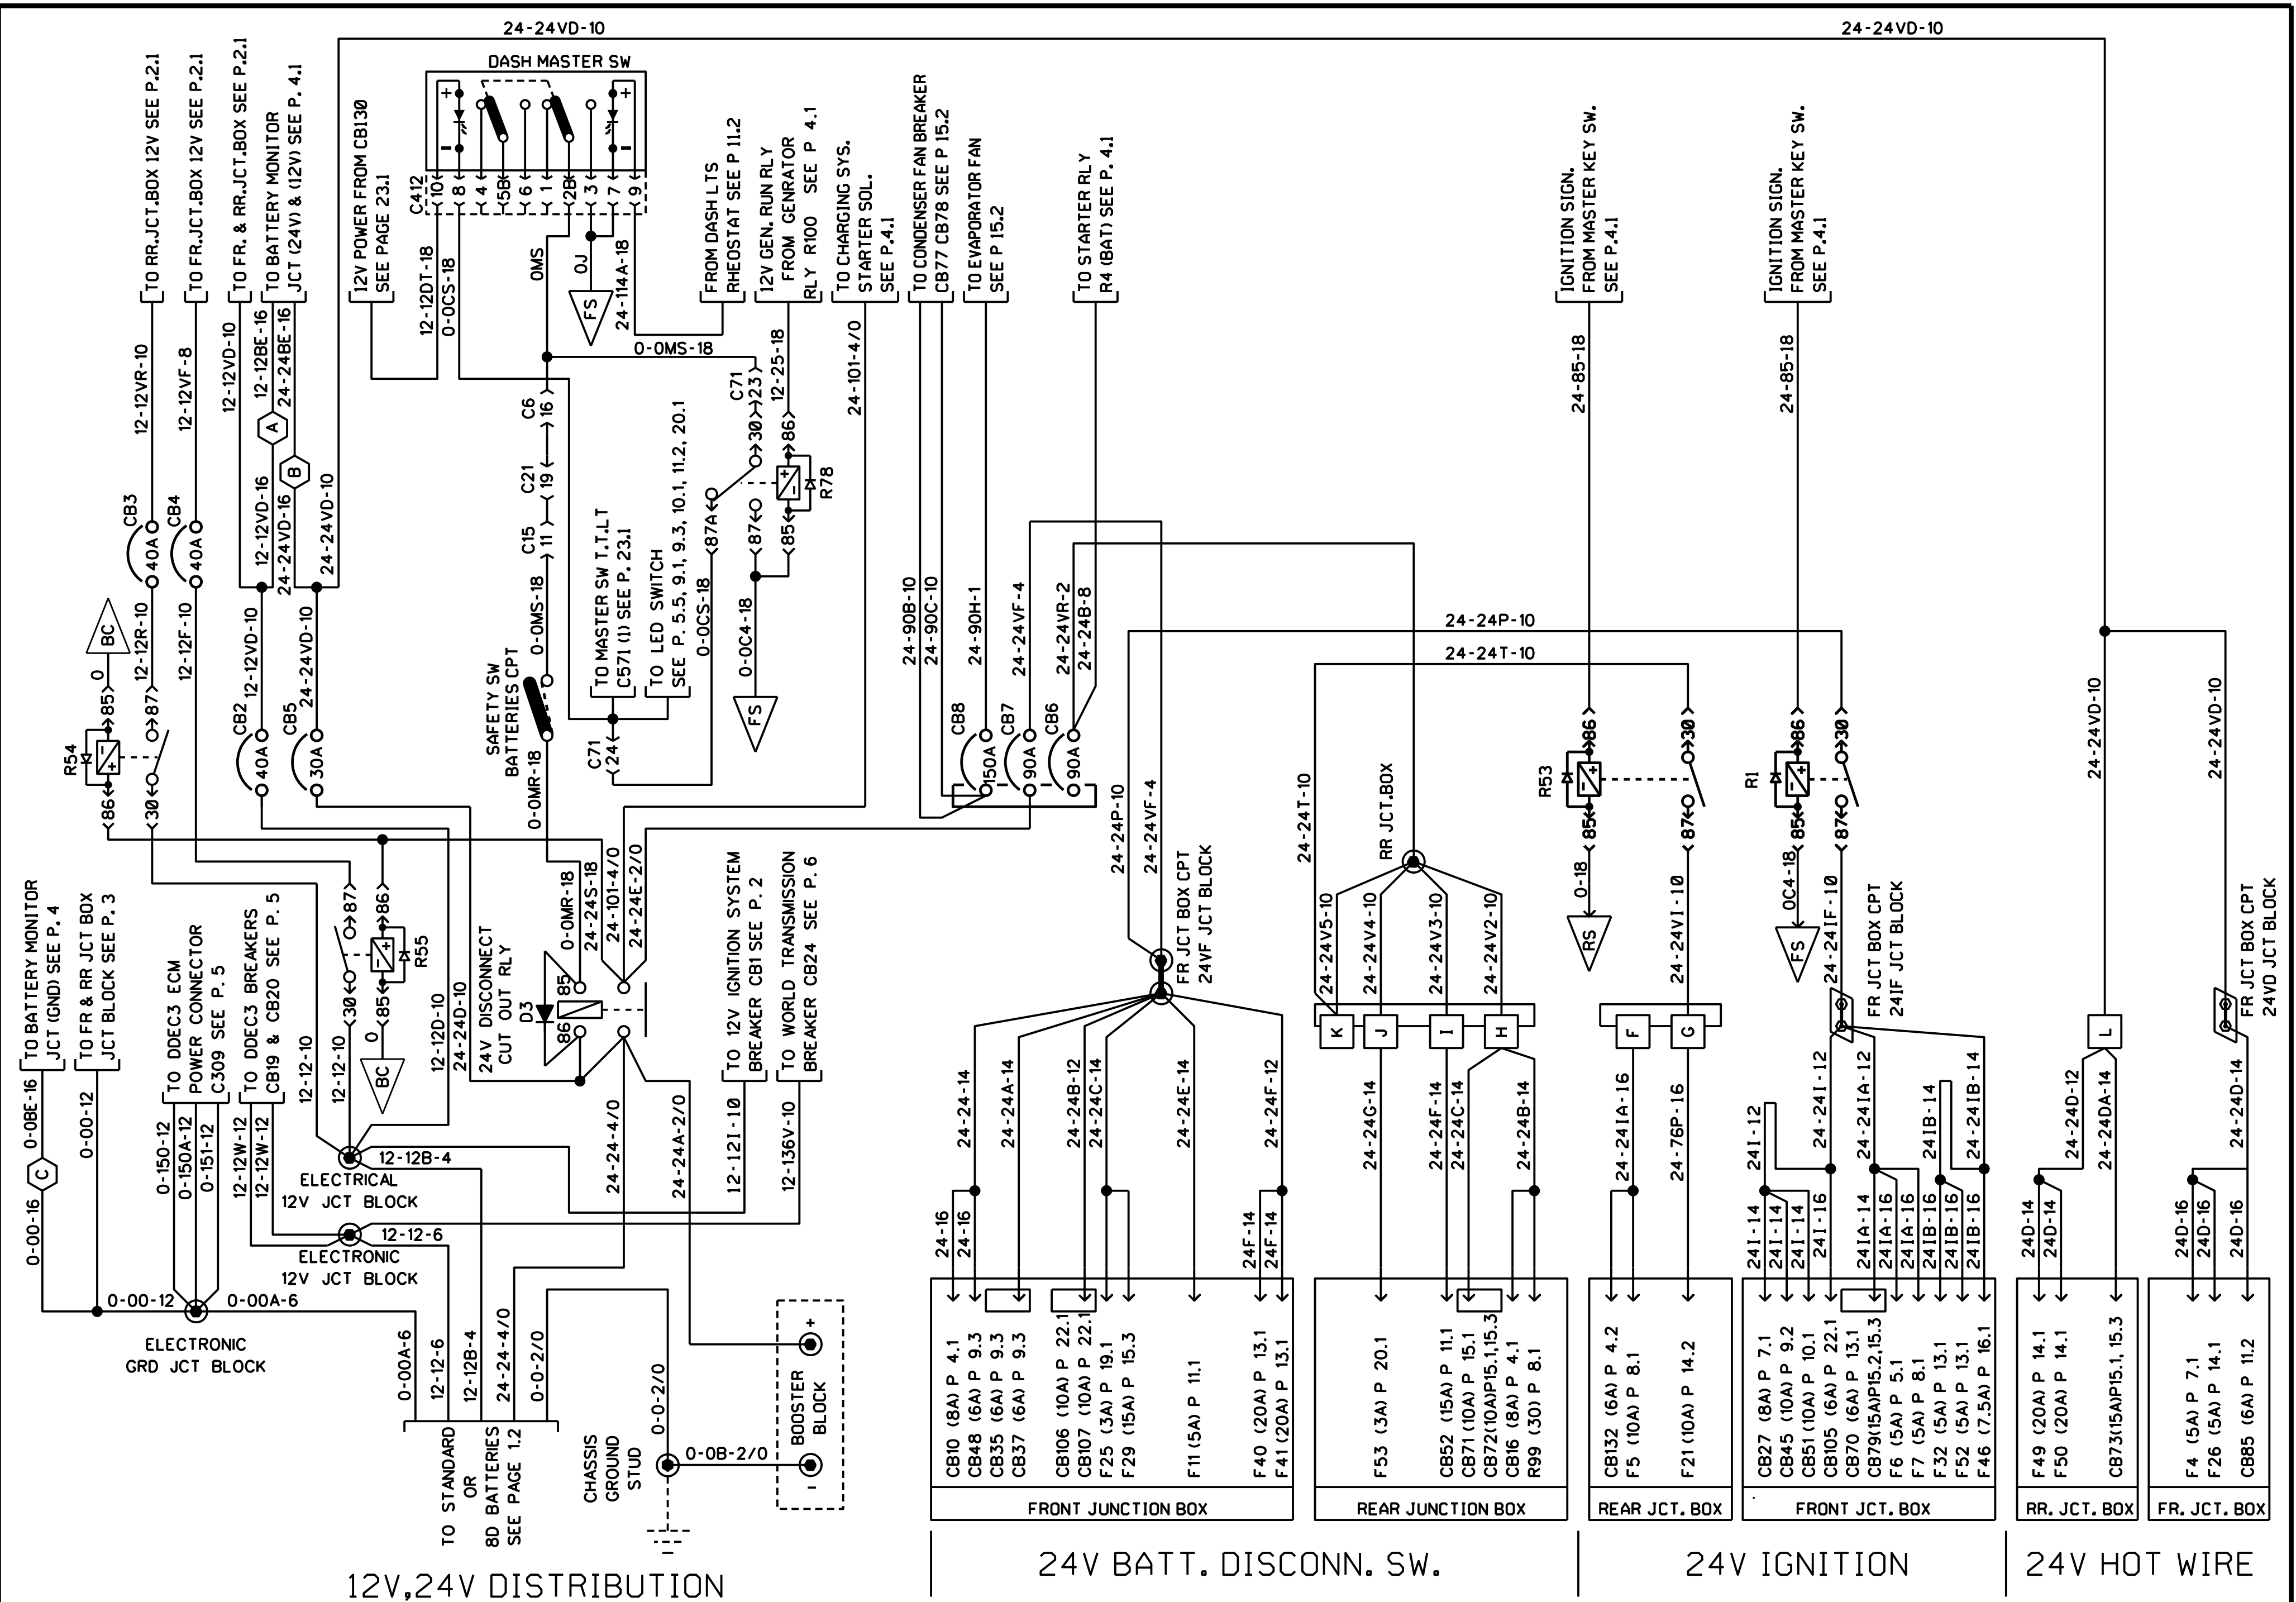 24-24VD-10
24-24VD-10
DASH MASTER SW
TO RR.JCT.BOX 12V SEE P.2.1
TO FR.JCT.BOX 12V SEE P.2.1
TO FR. & RR.JCT.BOX SEE P.2.1
TO BATTERY MONITOR
JCT (24V) & (12V) SEE P. 4.1
12V POWER FROM CB130
SEE PAGE 23.1
C412
10
8
4
5B
6
1
2B
3
7
9
+
-
+
-
FROM DASH LTS
RHEOSTAT SEE P 11.2
12V GEN. RUN RLY
FROM GENRATOR
RLY R100 SEE P 4.1
TO CHARGING SYS.
STARTER SOL.
SEE P.4.1
TO CONDENSER FAN BREAKER
CB77 CB78 SEE P 15.2
TO EVAPORATOR FAN
SEE P 15.2
TO STARTER RLY
R4 (BAT) SEE P. 4.1
IGNITION SIGN.
FROM MASTER KEY SW.
SEE P.4.1
IGNITION SIGN.
FROM MASTER KEY SW.
SEE P.4.1
12-12VR-10
12-12VF-8
12-12VD-10
12-12BE-16
24-24BE-16
12-12DT-18
0-0CS-18
0MS
0J
FS
24-114A-18
0-0MS-18
12-25-18
24-101-4/0
24-85-18
24-85-18
A
B
12-12VD-16
24-24VD-16
24-24VD-10
CB3
40A
CB4
40A
C6
16
C21
19
C15
11
C71
23
30
86
R78
87A
87
85
0-0MS-18
TO MASTER SW T.T.LT
C571 (1) SEE P. 23.1
TO LED SWITCH
SEE P. 5.5, 9.1, 9.3, 10.1, 11.2, 20.1
0-0CS-18
0-0C4-18
FS
BC
0
12-12R-10
12-12F-10
12-12VD-10
24-24VD-10
R54
85
87
86
30
CB2
40A
CB5
30A
SAFETY SW
BATTERIES CPT
0-0MR-18
C71
24
24-90B-10
24-90C-10
24-90H-1
24-24VF-4
24-24VR-2
24-24B-8
CB8
150A
CB7
90A
CB6
90A
24-24P-10
24-24T-10
24-24P-10
24-24VF-4
24-24T-10
RR JCT.BOX
R53
86
30
85
87
R1
86
30
85
87
24-24VD-10
24-24VD-10
TO BATTERY MONITOR
JCT (GND) SEE P. 4
TO FR & RR JCT BOX
JCT BLOCK SEE P. 3
TO DDEC3 ECM
POWER CONNECTOR
C309 SEE P. 5
TO DDEC3 BREAKERS
CB19 & CB20 SEE P. 5
87
86
R55
30
85
0
BC
12-12D-10
24-24D-10
24V DISCONNECT
CUT OUT RLY
D3
85
86
0-0MR-18
24-24S-18
24-101-4/0
24-24E-2/0
TO 12V IGNITION SYSTEM
BREAKER CB1 SEE P. 2
TO WORLD TRANSMISSION
BREAKER CB24 SEE P. 6
FR JCT BOX CPT
24VF JCT BLOCK
24-24V5-10
24-24V4-10
24-24V3-10
24-24V2-10
0-18
RS
24-24VI-10
0C4-18
FS
24-24IF-10
FR JCT BOX CPT
24IF JCT BLOCK
FR JCT BOX CPT
24VD JCT BLOCK
K
J
I
H
F
G
L
0-0BE-16
C
0-00-16
0-00-12
0-150-12
0-150A-12
0-151-12
12-12W-12
12-12W-12
12-12-10
12-12-10
12-12B-4
ELECTRICAL
12V JCT BLOCK
12-12-6
ELECTRONIC
12V JCT BLOCK
24-24-4/0
24-24A-2/0
12-12I-10
12-136V-10
24-24-14
24-24A-14
24-24B-12
24-24C-14
24-24E-14
24-24F-12
24-24G-14
24-24F-14
24-24C-14
24-24B-14
24-24IA-16
24-76P-16
24I-12
24-24I-12
24-24IA-12
24IB-14
24-24IB-14
24-24D-12
24-24DA-14
24-24D-14
24-16
24-16
24F-14
24F-14
24I-14
24I-14
24I-14
24I-16
24IA-14
24IA-16
24IA-16
24IB-16
24IB-16
24IB-16
24D-14
24D-14
24D-16
24D-16
24D-16
0-00-12
0-00A-6
ELECTRONIC
GRD JCT BLOCK
0-00A-6
12-12-6
12-12B-4
24-24-4/0
0-0-2/0
0-0-2/0
TO STANDARD
OR
8D BATTERIES
SEE PAGE 1.2
CHASSIS
GROUND
STUD
0-0B-2/0
+
BOOSTER
BLOCK
-
CB10 (8A) P 4.1
CB48 (6A) P 9.3
CB35 (6A) P 9.3
CB37 (6A) P 9.3
CB106 (10A) P 22.1
CB107 (10A) P 22.1
F25 (3A) P 19.1
F29 (15A) P 15.3
F11 (5A) P 11.1
F40 (20A) P 13.1
F41 (20A) P 13.1
FRONT JUNCTION BOX
F53 (3A) P 20.1
CB52 (15A) P 11.1
CB71 (10A) P 15.1
CB72(10A)P15.1,15.3
CB16 (8A) P 4.1
R99 (30) P 8.1
REAR JUNCTION BOX
CB132 (6A) P 4.2
F5 (10A) P 8.1
F21 (10A) P 14.2
REAR JCT. BOX
CB27 (8A) P 7.1
CB45 (10A) P 9.2
CB51 (10A) P 10.1
CB105 (6A) P 22.1
CB70 (6A) P 13.1
CB79(15A)P15.2,15.3
F6 (5A) P 5.1
F7 (5A) P 8.1
F32 (5A) P 13.1
F52 (5A) P 13.1
F46 (7.5A) P 16.1
FRONT JCT. BOX
F49 (20A) P 14.1
F50 (20A) P 14.1
CB73(15A)P15.1, 15.3
RR. JCT. BOX
F4 (5A) P 7.1
F26 (5A) P 14.1
CB85 (6A) P 11.2
FR. JCT. BOX
12V,24V DISTRIBUTION
24V BATT. DISCONN. SW.
24V IGNITION
24V HOT WIRE